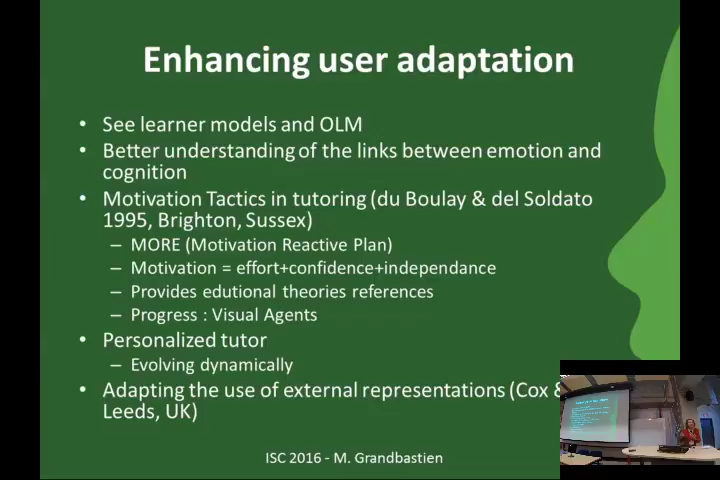 Enhancing user adaptation
• See learner models and OLM
• Better understanding of the links between emotion and
cognition
• Motivation Tactics in tutoring (du Boulay & del Soldato
1995, Brighton, Sussex)
– MORE (Motivation Reactive Plan)
– Motivation = effort+confidence+independance
– Provides edutional theories references
– Progress : Visual Agents
• Personalized tutor
– Evolving dynamically
• Adapting the use of external representations (Cox &
Leeds, UK)
ISC 2016 - M. Grandbastien